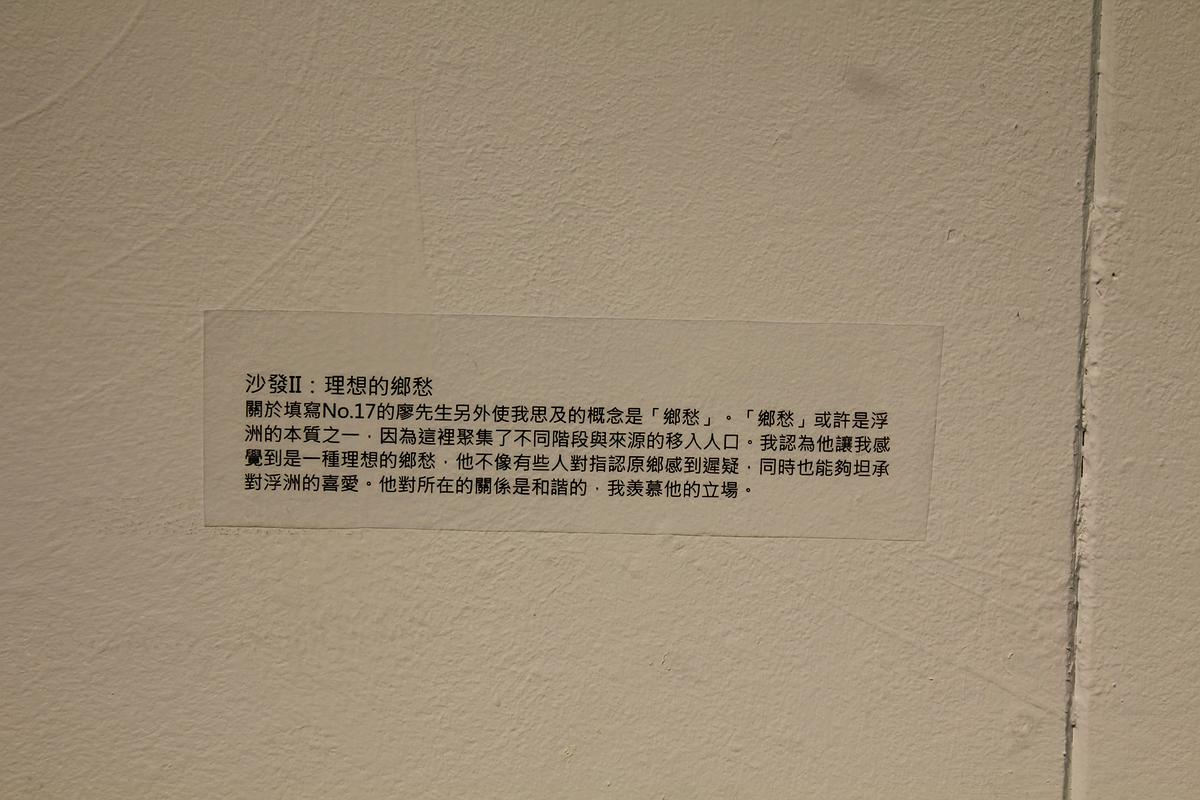 沙發II：理想的鄉愁
關於填寫No.17的廖先生另外使我思及的概念是「鄉愁」。「鄉愁」或許是浮
洲的本質之一，因為這裡聚集了不同階段與來源的移入人口。我認為他讓我感
覺到是一種理想的鄉愁，他不像有些人對指認原鄉感到遲疑，同時也能夠坦承
對浮洲的喜愛。他對所在的關係是和諧的，我羨慕他的立場。